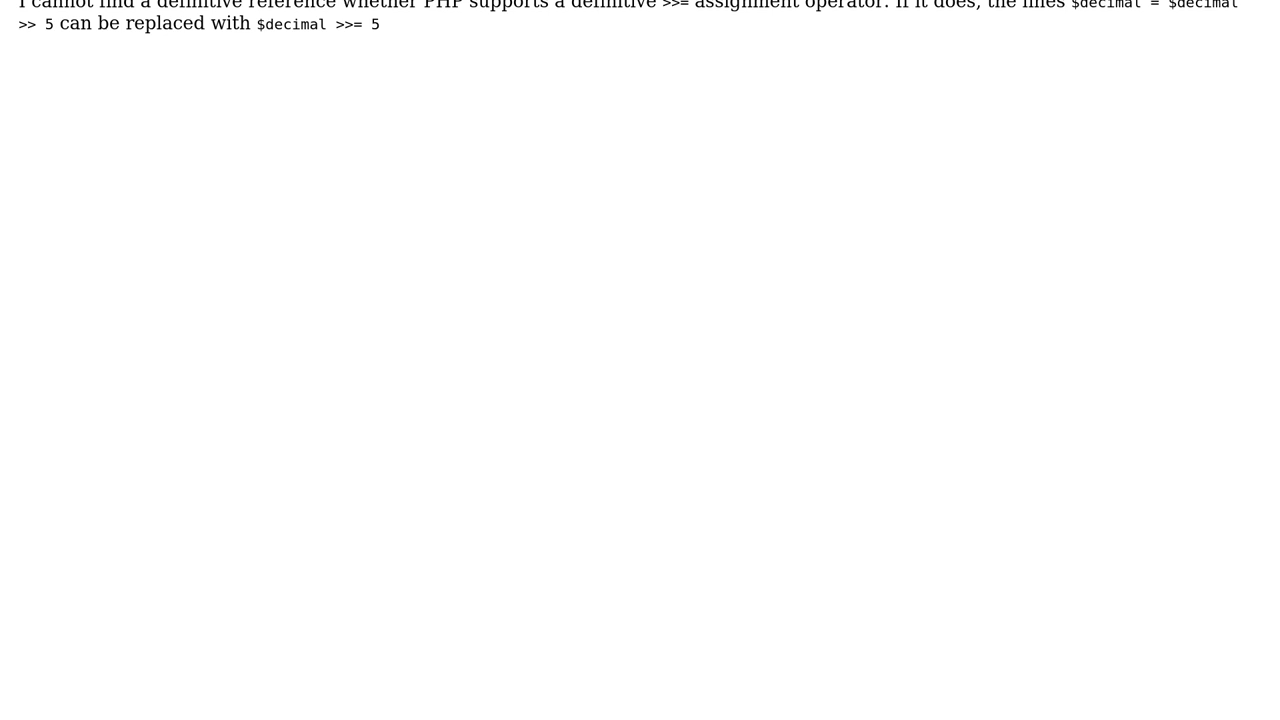 I cannot find a definitive reference whether PHP supports a definitive >>= assignment operator. If it does, the lines $decimal = $decimal
>> 5 can be replaced with $decimal >>= 5